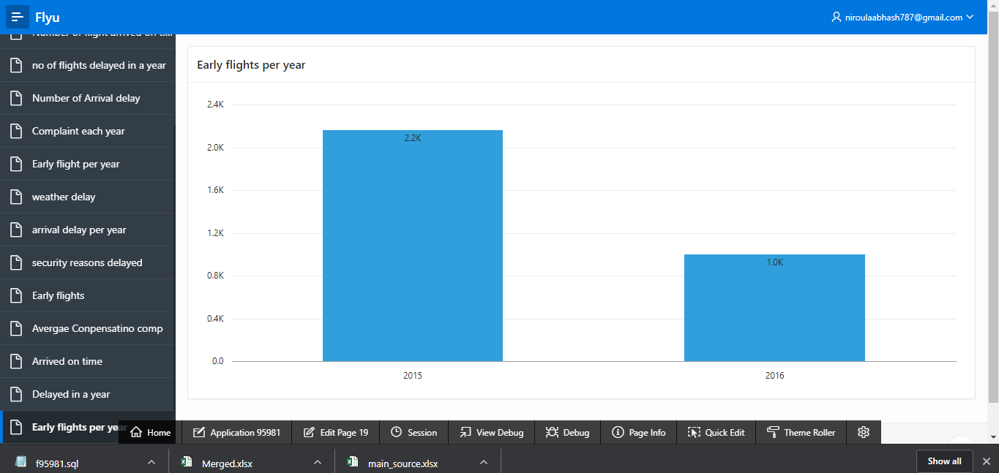 Flyu
niroulaabhash787@gmail.com
no of flights delayed in a year
Number of Arrival delay
Complaint each year
Early flight per year
weather delay
arrival delay per year
security reasons delayed
Early flights
Avergae Conpensatino comp
Arrived on time
Delayed in a year
Early flights per year
Early flights per year
2.4K
2.0K
1.6K
1.2K
0.8K
0.4K
0.0
2.2K
1.0K
2015 2016
Home Application 95981 Edit Page 19 Session View Debug Debug Page Info Quick Edit Theme Roller
f95981.sql Merged.xlsx main_source.xlsx Show all